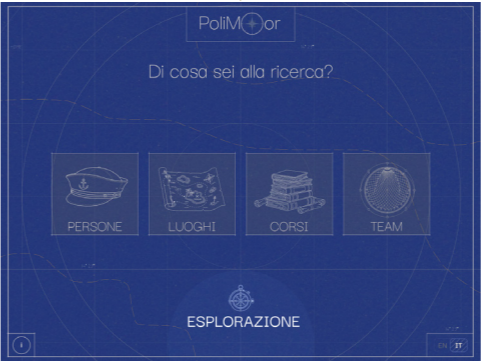 PoliMoor
Di cosa sei alla ricerca?
PERSONE LUOGHI CORSI TEAM
ESPLORAZIONE
i
EN IT